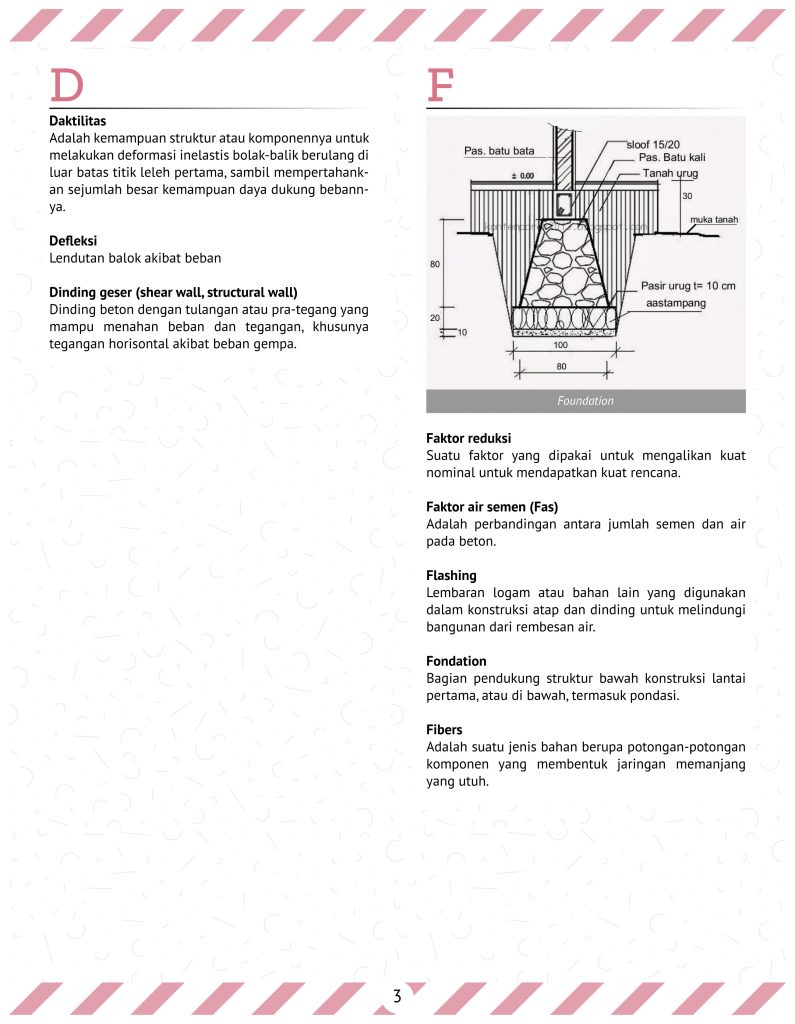 D
Daktilitas
Adalah kemampuan struktur atau komponennya untuk
melakukan deformasi inelastis bolak-balik berulang di
luar batas titik leleh pertama, sambil mempertahank-
an sejumlah besar kemampuan daya dukung bebann-
ya.
Defleksi
Lendutan balok akibat beban
Dinding geser (shear wall, structural wall)
Dinding beton dengan tulangan atau pra-tegang yang
mampu menahan beban dan tegangan, khusunya
tegangan horisontal akibat beban gempa.
F
sloof 15/20
Pas. batu bata
Pas. Batu kali
± 0.00
Tanah urug
30
muka tanah
80
Pasir urug t= 10 cm
aastampang
20
10
100
80
Foundation
Faktor reduksi
Suatu faktor yang dipakai untuk mengalikan kuat
nominal untuk mendapatkan kuat rencana.
Faktor air semen (Fas)
Adalah perbandingan antara jumlah semen dan air
pada beton.
Flashing
Lembaran logam atau bahan lain yang digunakan
dalam konstruksi atap dan dinding untuk melindungi
bangunan dari rembesan air.
Fondation
Bagian pendukung struktur bawah konstruksi lantai
pertama, atau di bawah, termasuk pondasi.
Fibers
Adalah suatu jenis bahan berupa potongan-potongan
komponen yang membentuk jaringan memanjang
yang utuh.
3